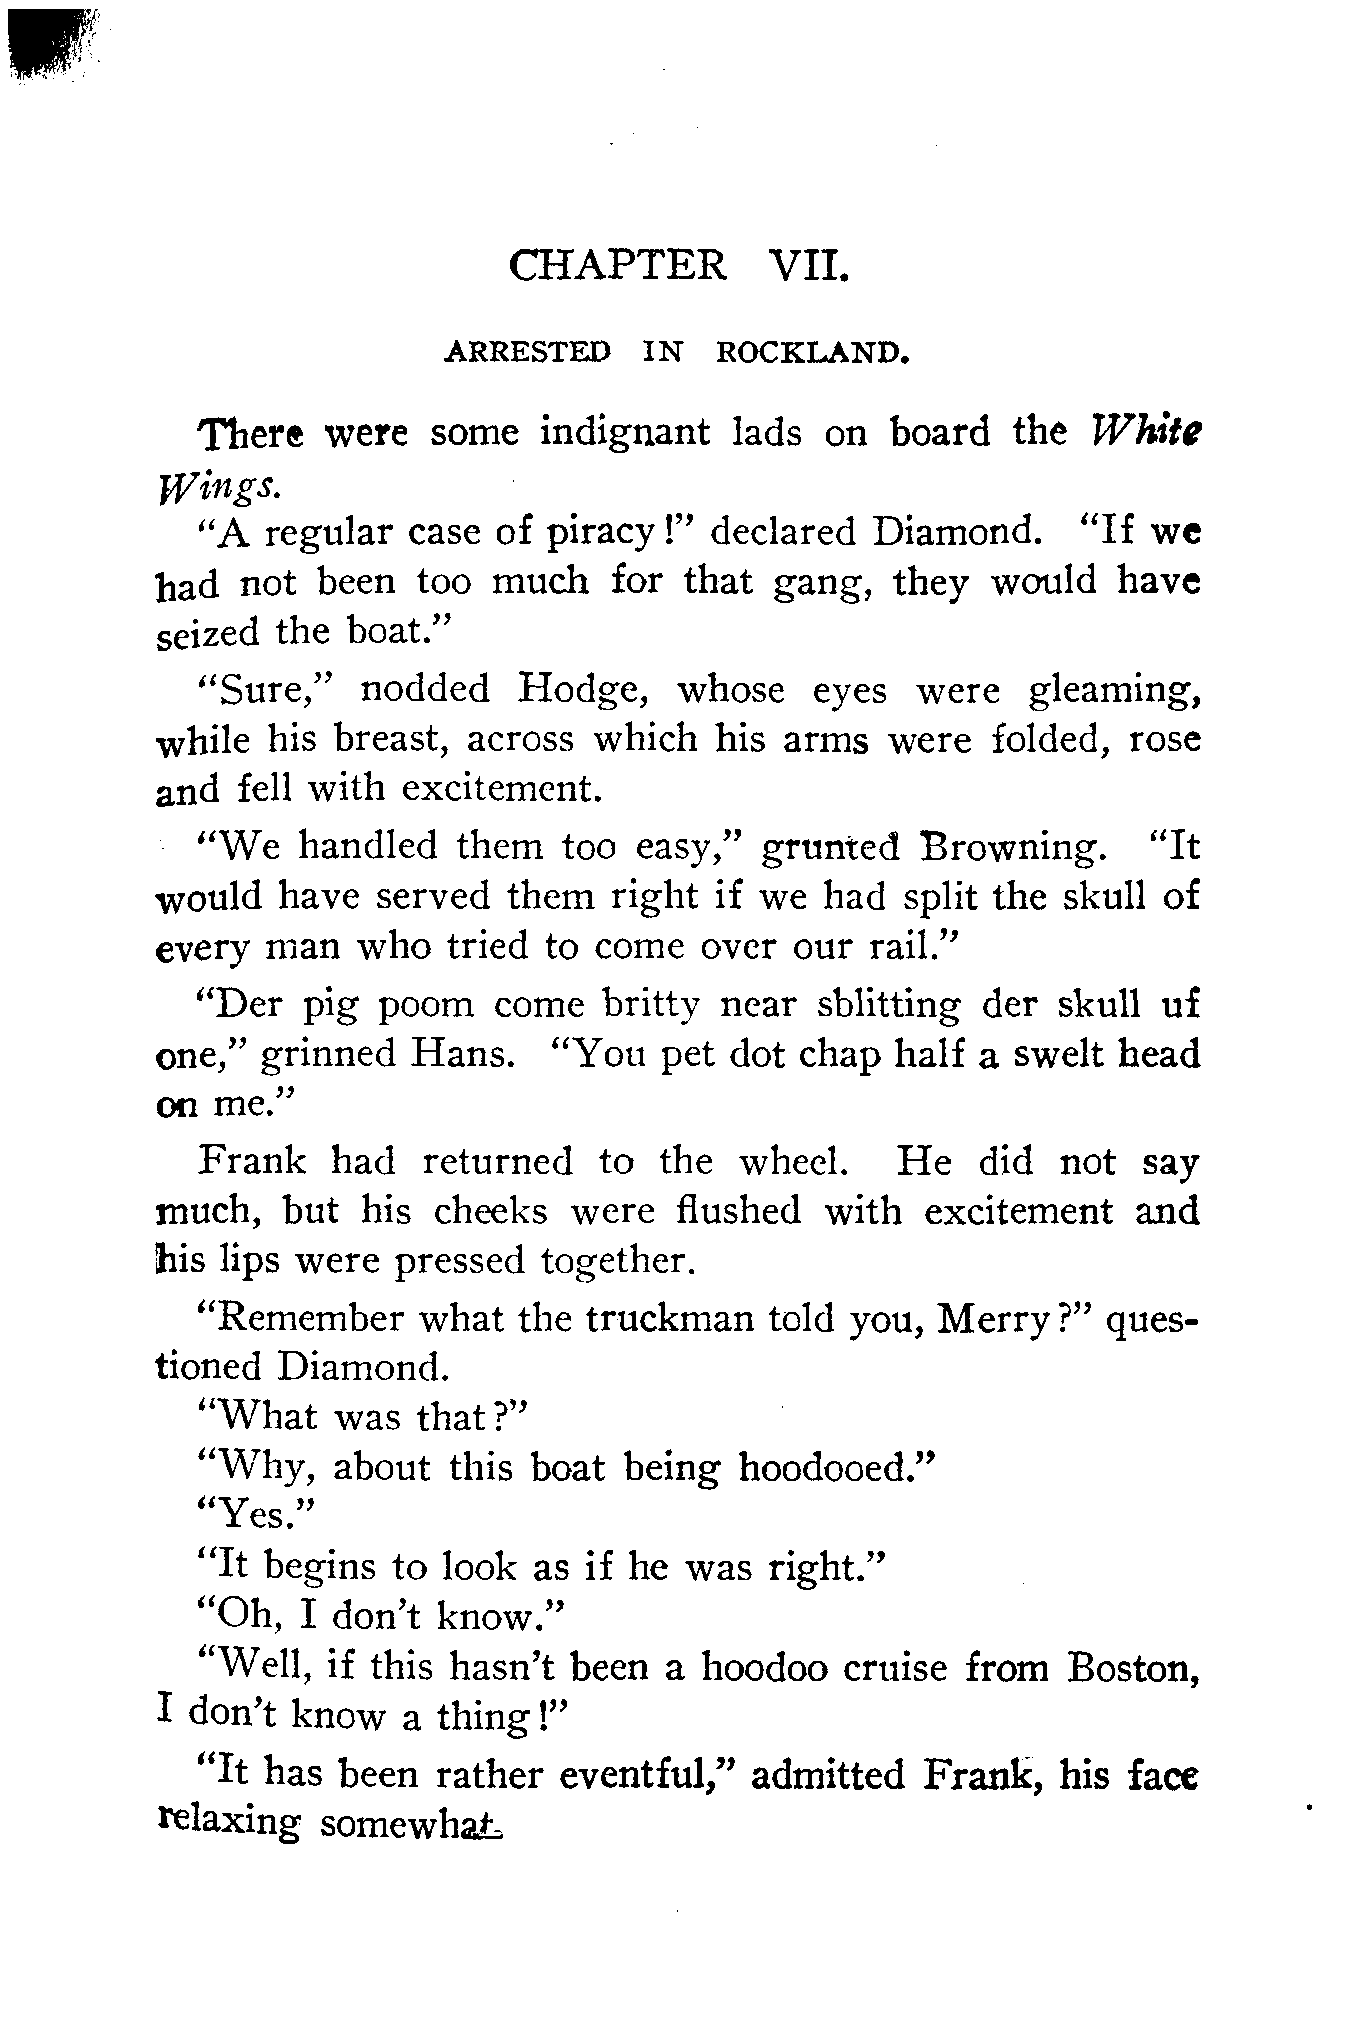 CHAPTER VII.
ARRESTED IN ROCKLAND.
There were some indignant lads on board the White
Wings.
"A regular case of piracy!" declared Diamond. "If we
had not been too much for that gang, they would have
seized the boat."
"Sure," nodded Hodge, whose eyes were gleaming,
while his breast, across which his arms were folded, rose
and fell with excitement.
"We handled them too easy," grunted Browning. "It
would have served them right if we had split the skull of
every man who tried to come over our rail."
"Der pig poom come britty near sblitting der skull uf
one," grinned Hans. "You pet dot chap half a swelt head
on me."
Frank had returned to the wheel. He did not say
much, but his cheeks were flushed with excitement and
his lips were pressed together.
"Remember what the truckman told you, Merry?" ques-
tioned Diamond.
"What was that?"
"Why, about this boat being hoodooed."
"Yes."
"It begins to look as if he was right."
"Oh, I don't know."
"Well, if this hasn't been a hoodoo cruise from Boston,
I don't know a thing!"
"It has been rather eventful," admitted Frank, his face
relaxing somewhat.